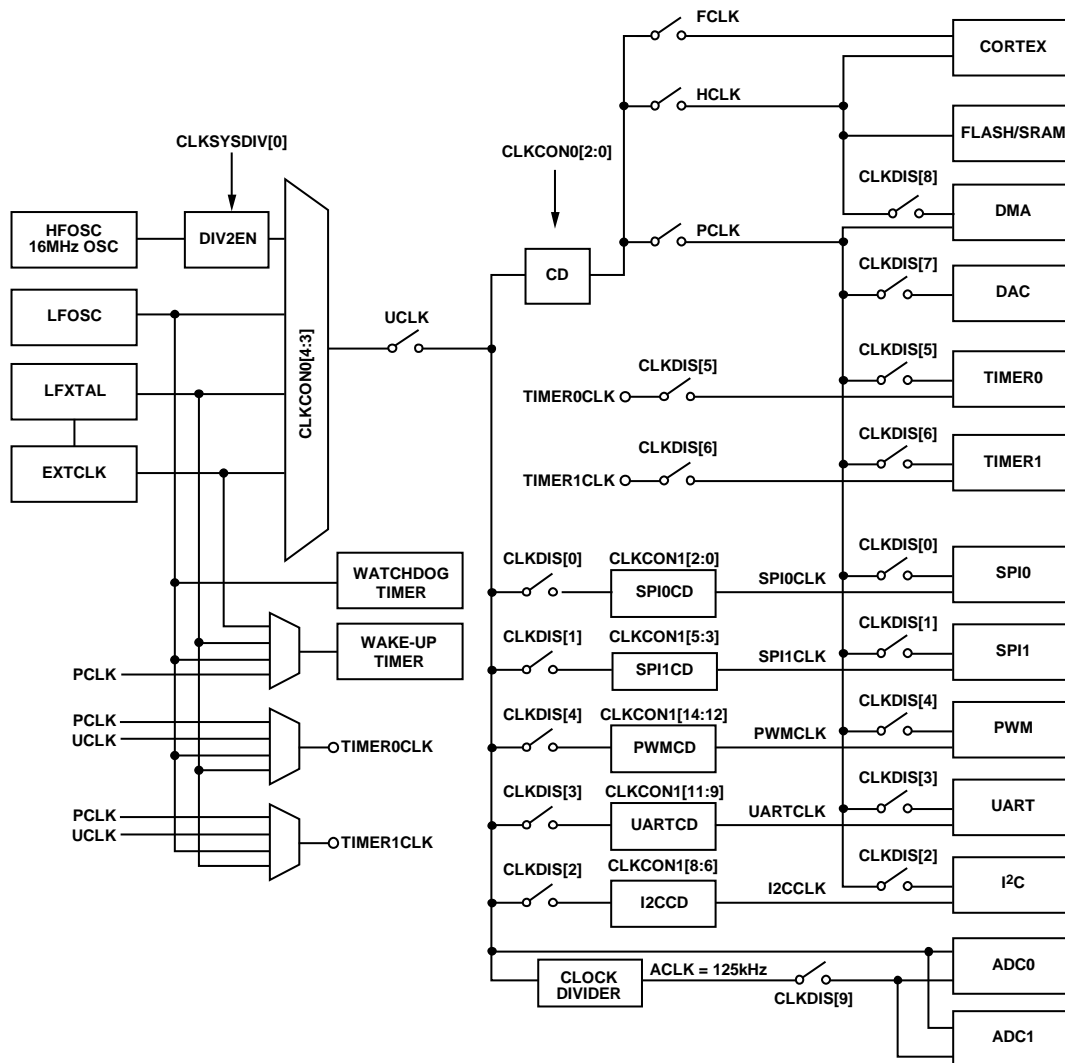 FCLK
CORTEX
HCLK
CLKSYSDIV[0]
CLKCON0[2:0]
FLASH/SRAM
CLKDIS[8]
HFOSC
16MHz OSC
DIV2EN
DMA
PCLK
CD
CLKDIS[7]
DAC
LFOSC
UCLK
CLKCON0[4:3]
CLKDIS[5]
TIMER0
LFXTAL
CLKDIS[5]
TIMER0CLK
CLKDIS[6]
TIMER1
EXTCLK
CLKDIS[6]
TIMER1CLK
CLKDIS[0]
CLKCON1[2:0]
CLKDIS[0]
WATCHDOG
TIMER
SPI0CD
SPI0CLK
SPI0
WAKE-UP
TIMER
CLKDIS[1]
CLKCON1[5:3]
CLKDIS[1]
SPI1CD
SPI1CLK
SPI1
PCLK
CLKDIS[4]
CLKCON1[14:12]
CLKDIS[4]
PCLK
UCLK
TIMER0CLK
PWMCD
PWMCLK
PWM
CLKDIS[3]
CLKCON1[11:9]
CLKDIS[3]
PCLK
UCLK
UARTCD
UARTCLK
UART
TIMER1CLK
CLKDIS[2]
CLKCON1[8:6]
CLKDIS[2]
I2CCD
I2CCLK
I²C
CLOCK
DIVIDER
ACLK = 125kHz
CLKDIS[9]
ADC0
ADC1